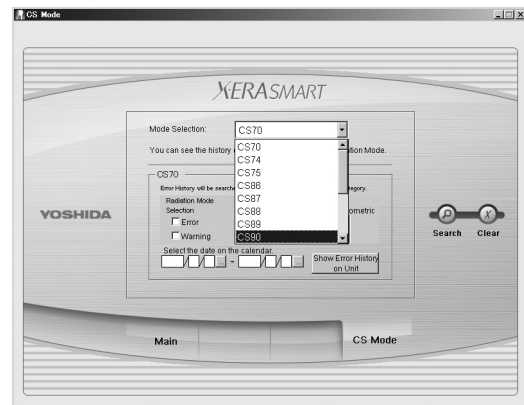 CS Mode
XERASMART
Mode Selection:
CS70
You can see the history
tion Mode.
CS70
CS74
CS75
CS86
CS87
CS88
CS89
CS90
CS70
Error History will be searche
tegory.
Radiation Mode
Selection
ometric
Error
Warning
Select the date on the calendar.
/ / ... ~ / / ...
Show Error History
on Unit
YOSHIDA
Search
Clear
Main
CS Mode